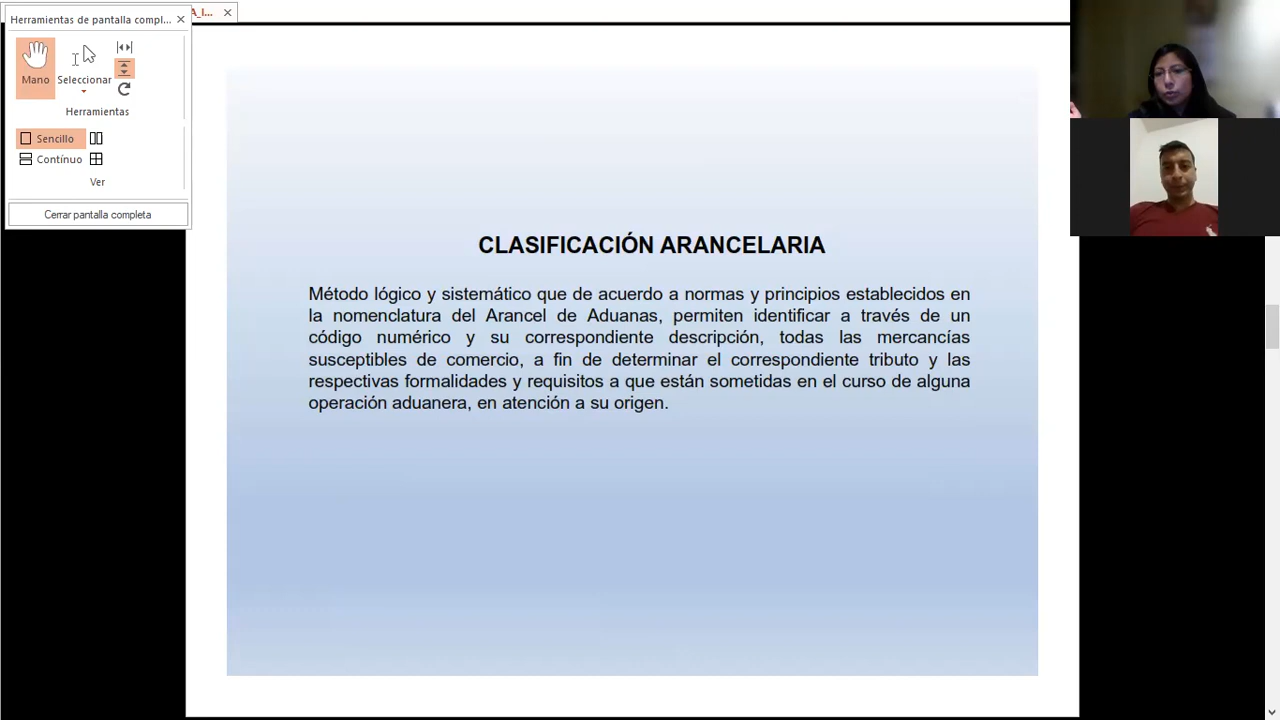 Herramientas de pantalla compl...
A_I...
Mano
Seleccionar
Herramientas
Sencillo
Contínuo
Ver
Cerrar pantalla completa
CLASIFICACIÓN ARANCELARIA
Método lógico y sistemático que de acuerdo a normas y principios establecidos en
la nomenclatura del Arancel de Aduanas, permiten identificar a través de un
código numérico y su correspondiente descripción, todas las mercancías
susceptibles de comercio, a fin de determinar el correspondiente tributo y las
respectivas formalidades y requisitos a que están sometidas en el curso de alguna
operación aduanera, en atención a su origen.